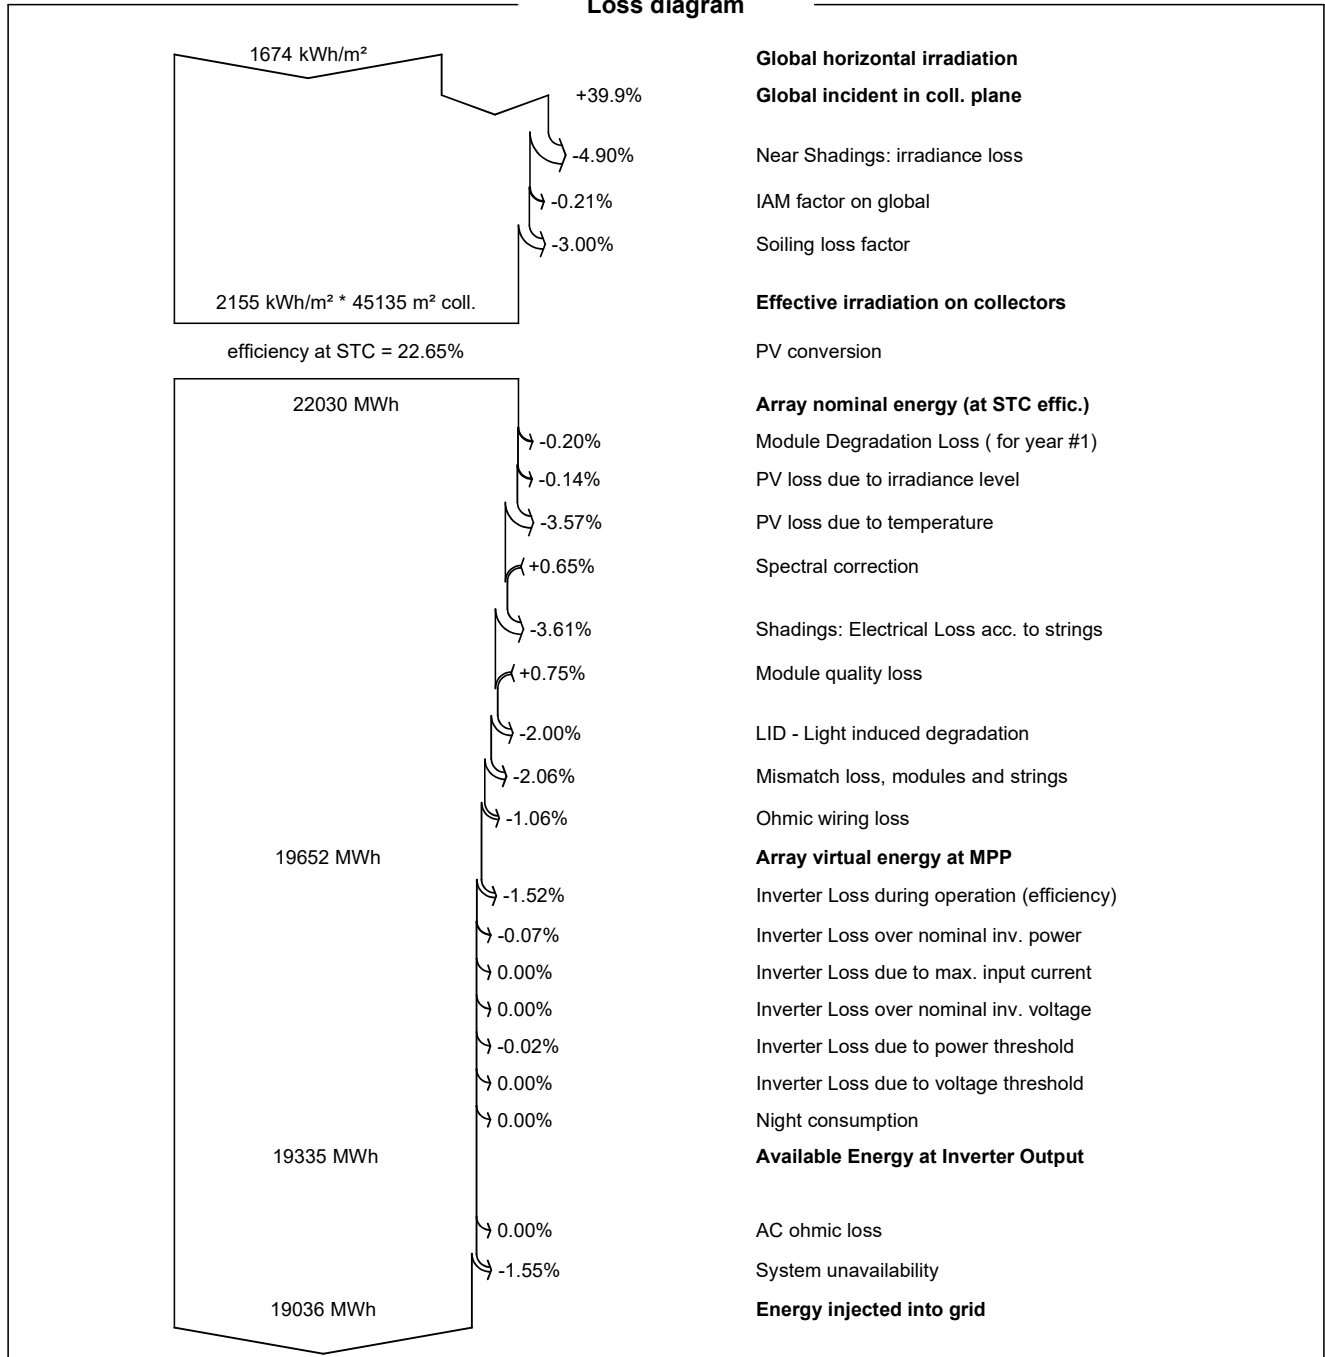 Loss diagram
1674 kWh/m² Global horizontal irradiation
+39.9% Global incident in coll. plane
-4.90% Near Shadings: irradiance loss
-0.21% IAM factor on global
-3.00% Soiling loss factor
2155 kWh/m² * 45135 m² coll. Effective irradiation on collectors
efficiency at STC = 22.65% PV conversion
22030 MWh Array nominal energy (at STC effic.)
-0.20% Module Degradation Loss ( for year #1)
-0.14% PV loss due to irradiance level
-3.57% PV loss due to temperature
+0.65% Spectral correction
-3.61% Shadings: Electrical Loss acc. to strings
+0.75% Module quality loss
-2.00% LID - Light induced degradation
-2.06% Mismatch loss, modules and strings
-1.06% Ohmic wiring loss
19652 MWh Array virtual energy at MPP
-1.52% Inverter Loss during operation (efficiency)
-0.07% Inverter Loss over nominal inv. power
0.00% Inverter Loss due to max. input current
0.00% Inverter Loss over nominal inv. voltage
-0.02% Inverter Loss due to power threshold
0.00% Inverter Loss due to voltage threshold
0.00% Night consumption
19335 MWh Available Energy at Inverter Output
0.00% AC ohmic loss
-1.55% System unavailability
19036 MWh Energy injected into grid